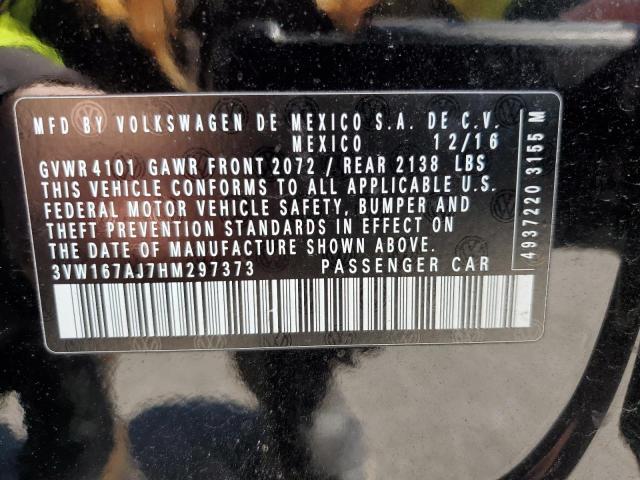 MFD BY VOLKSWAGEN DE MEXICO S.A. DE C.V.
MEXICO 12/16
GVWR 4101 GAWR FRONT 2072 / REAR 2138 LBS
THIS VEHICLE CONFORMS TO ALL APPLICABLE U.S.
FEDERAL MOTOR VEHICLE SAFETY, BUMPER AND
THEFT PREVENTION STANDARDS IN EFFECT ON
THE DATE OF MANUFACTURE SHOWN ABOVE.
3VW167AJ7HM297373 PASSENGER CAR
4937220 3155 M